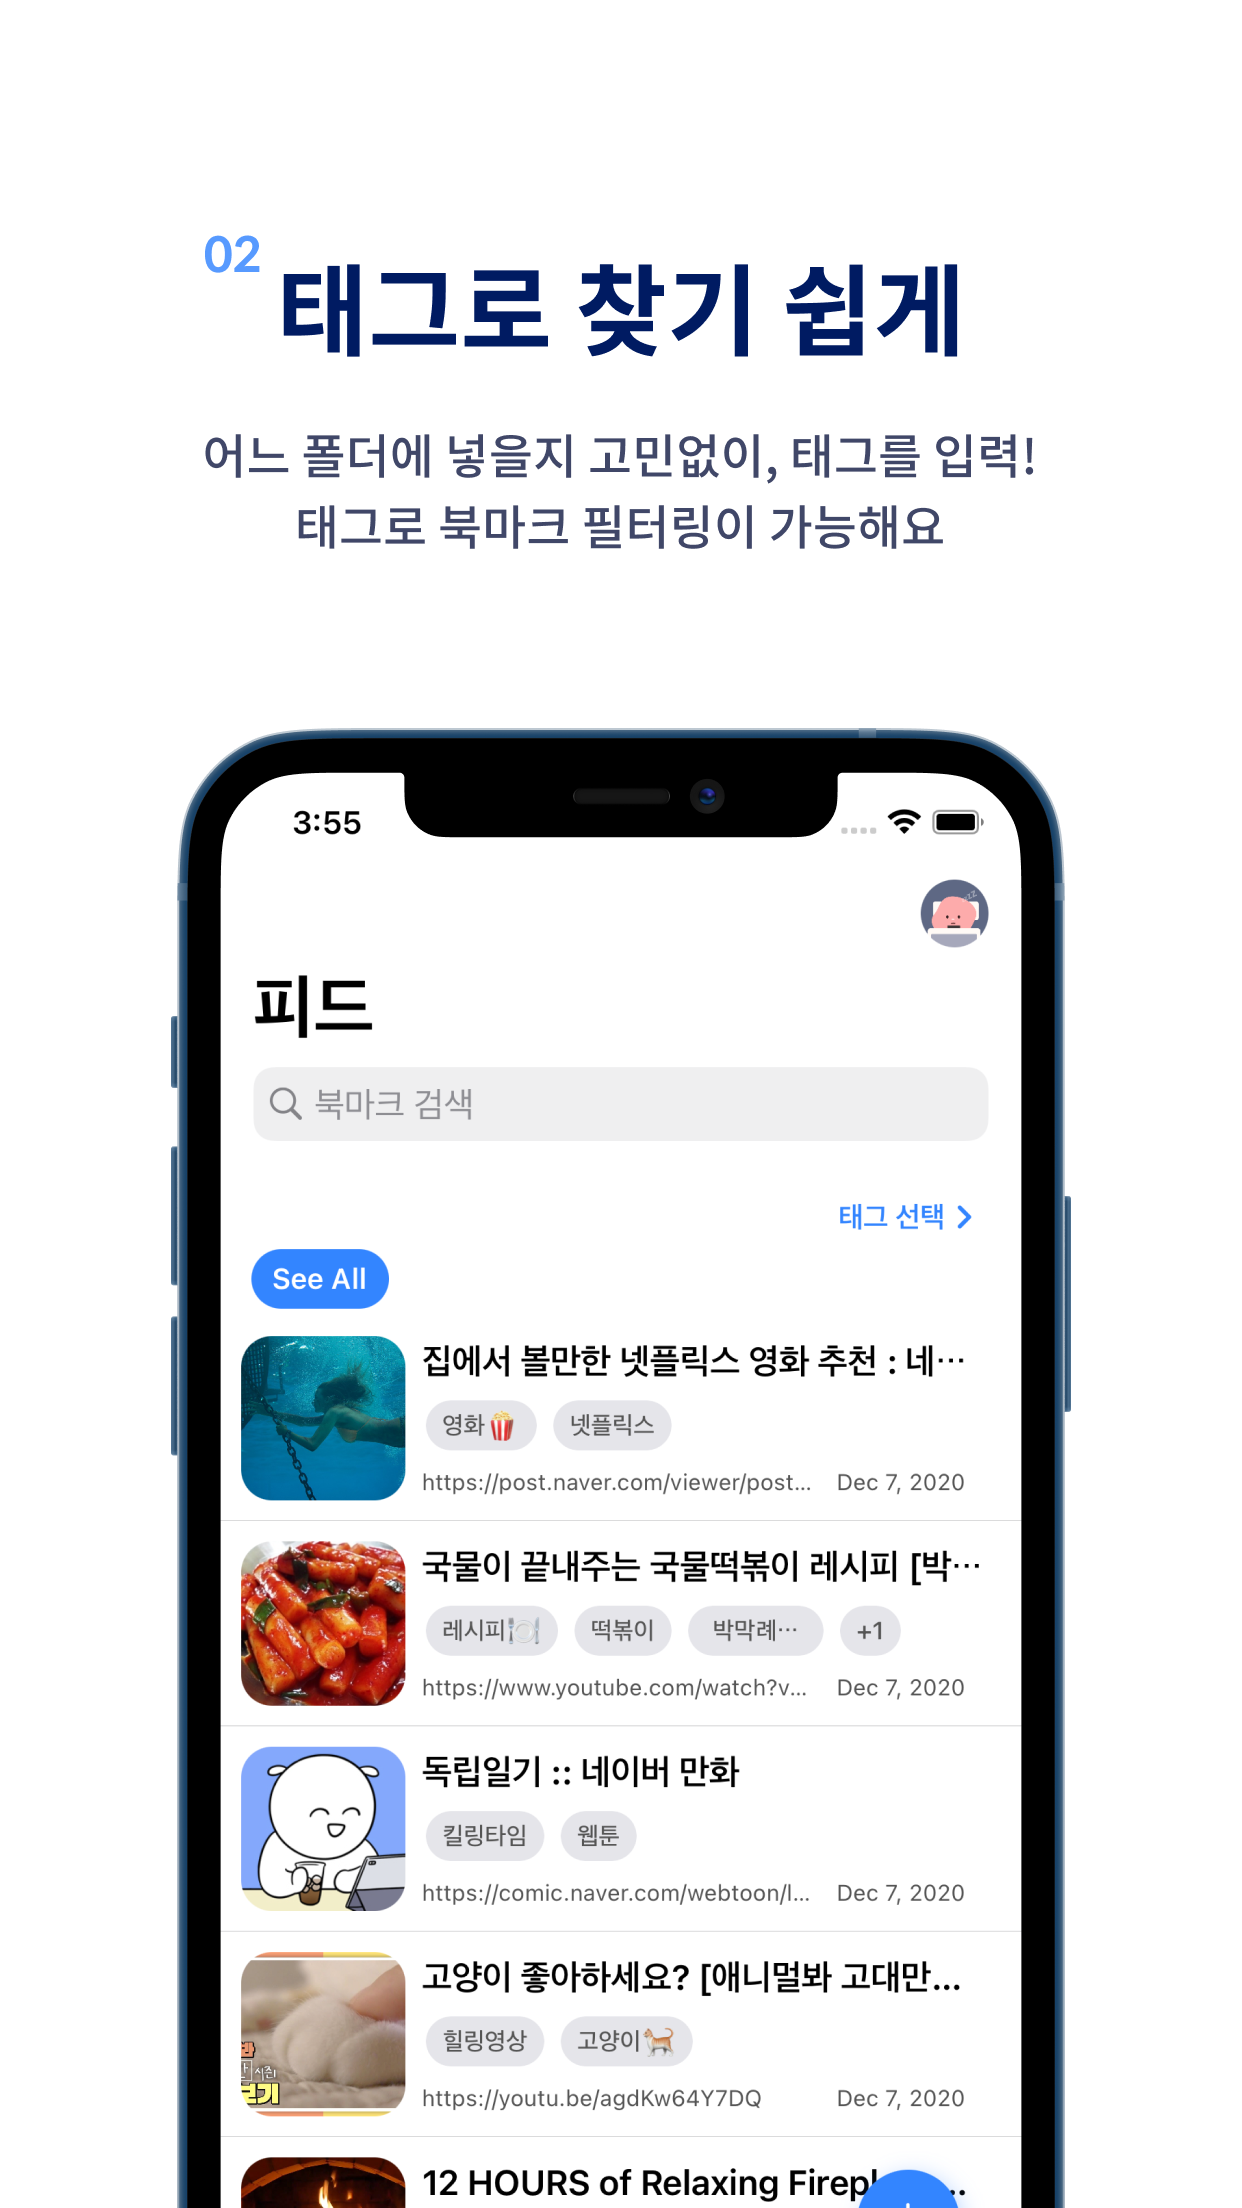 02
태그로 찾기 쉽게
어느 폴더에 넣을지 고민없이, 태그를 입력!
태그로 북마크 필터링이 가능해요
3:55
피드
북마크 검색
태그 선택
See All
집에서 볼만한 넷플릭스 영화 추천 : 네…
영화🍿 넷플릭스
https://post.naver.com/viewer/post... Dec 7, 2020
국물이 끝내주는 국물떡볶이 레시피 [박…
레시피🍽 떡볶이 박막례… +1
https://www.youtube.com/watch?v... Dec 7, 2020
독립일기 :: 네이버 만화
킬링타임 웹툰
https://comic.naver.com/webtoon/l... Dec 7, 2020
고양이 좋아하세요? [애니멀봐 고대만...
힐링영상 고양이🐈
https://youtu.be/agdKw64Y7DQ Dec 7, 2020
12 HOURS of Relaxing